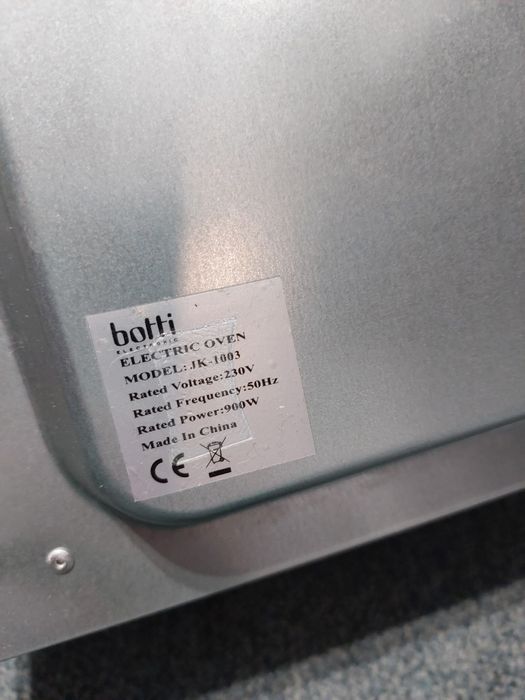 botti
ELECTRONIC
ELECTRIC OVEN
MODEL:JK-1003
Rated Voltage:230V
Rated Frequency:50Hz
Rated Power:900W
Made In China
CE